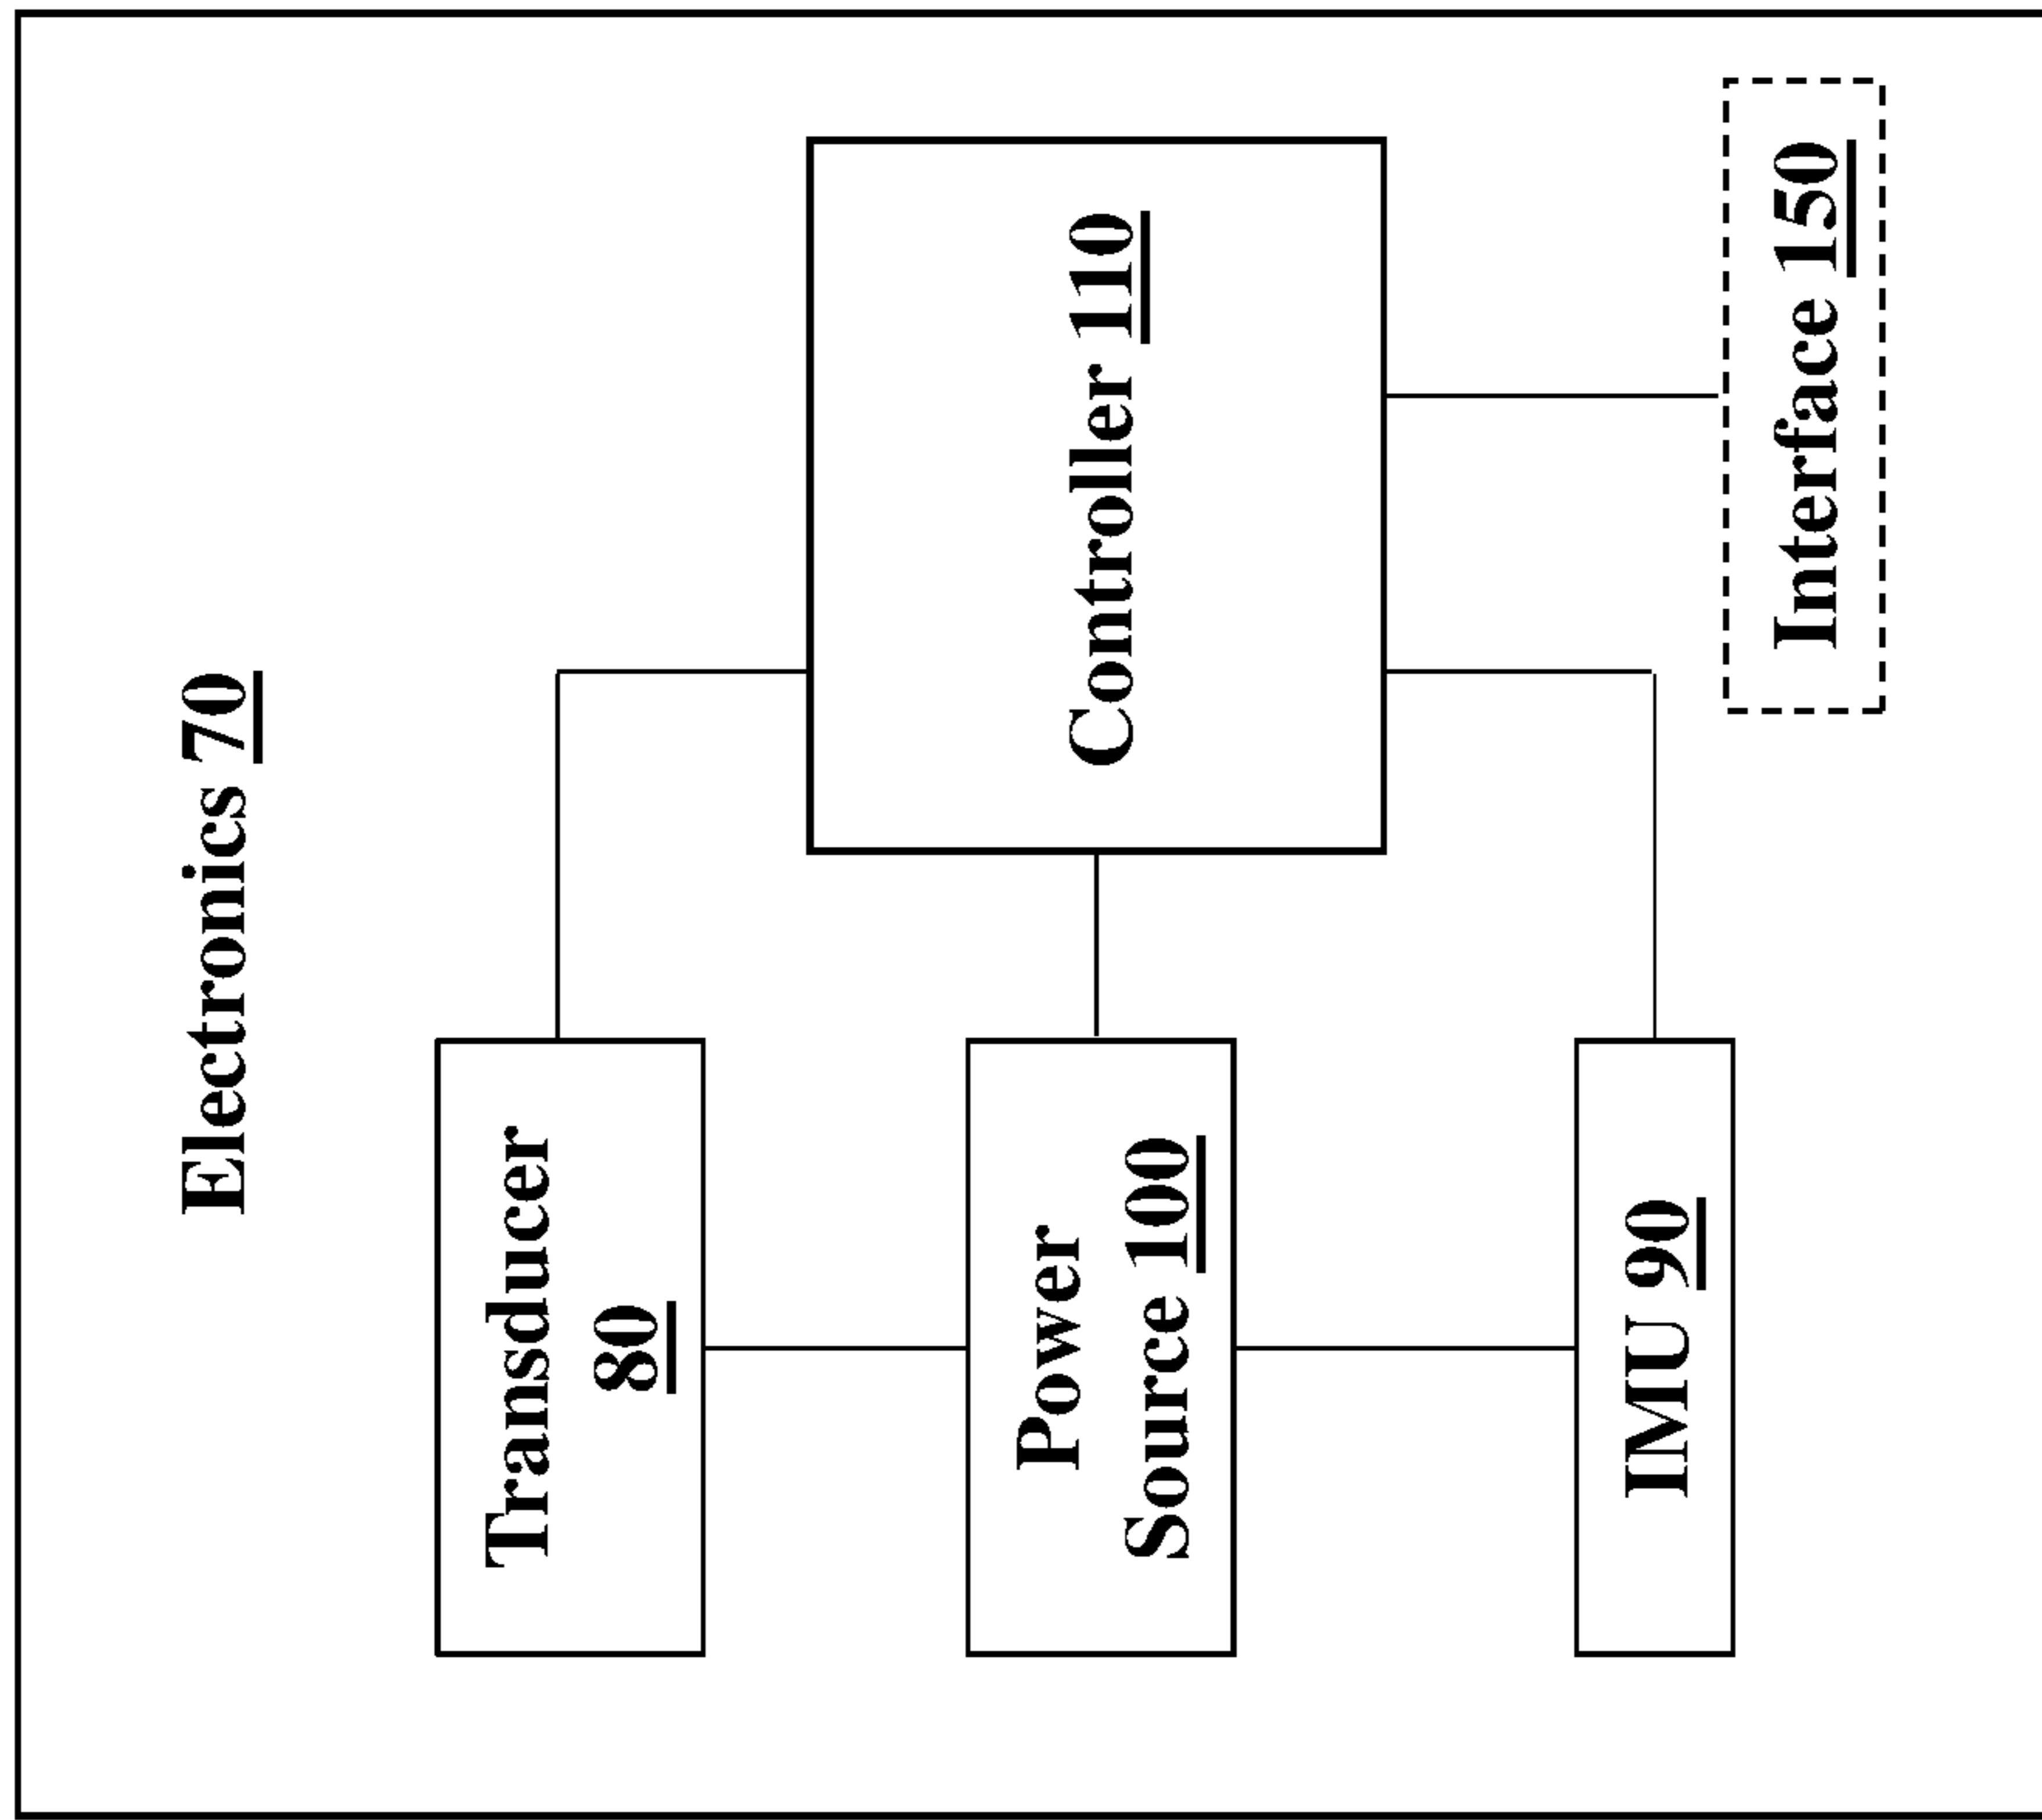 Electronics 70
Transducer
80
Controller 110
Power
Source 100
IMU 90
Interface 150